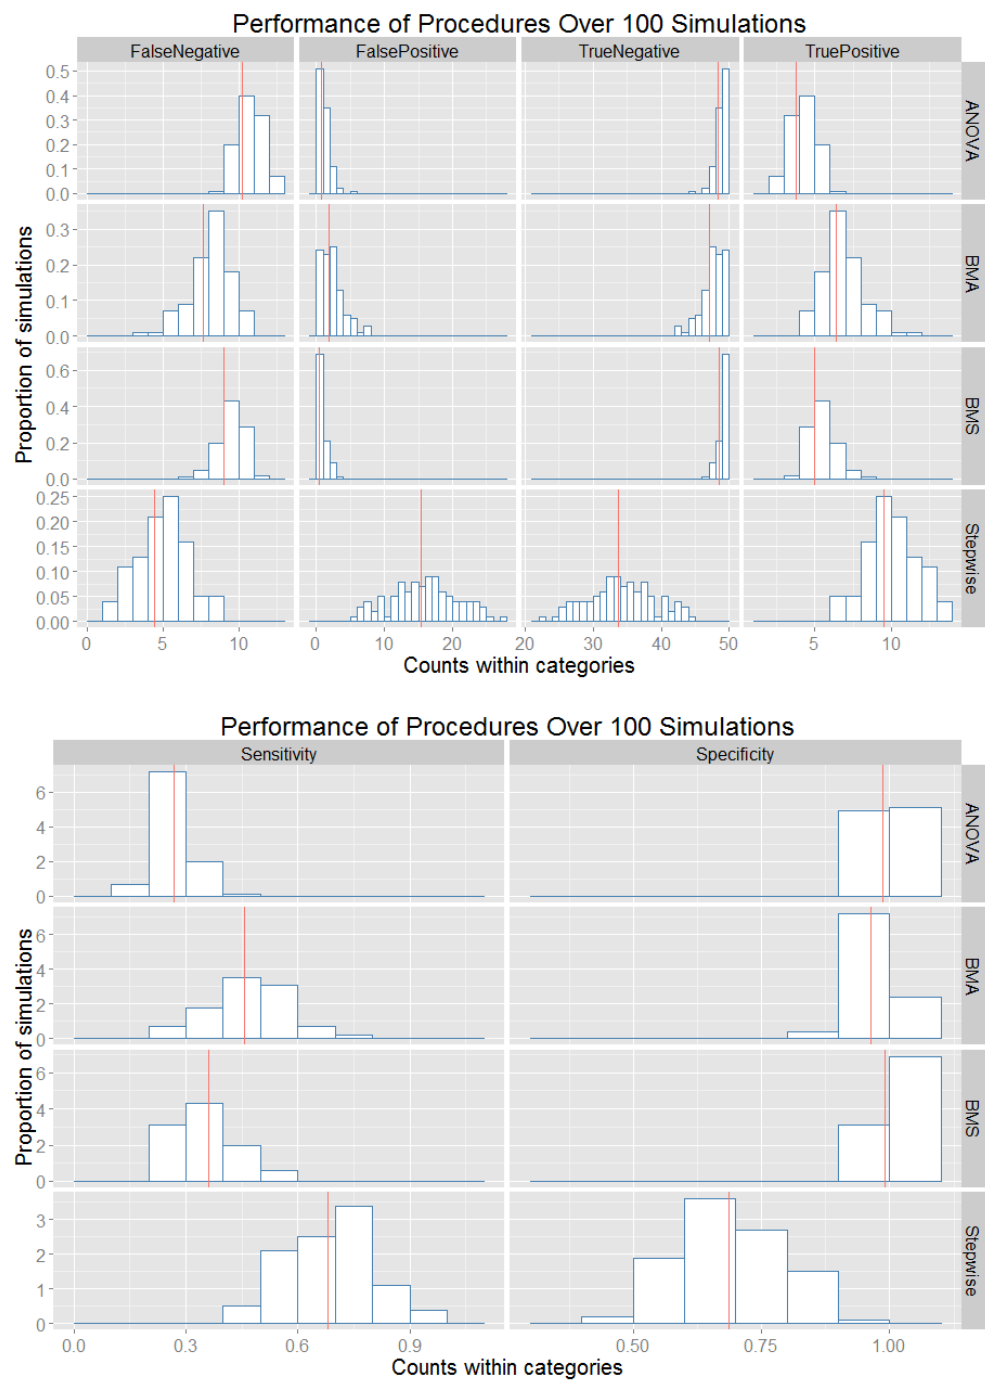 Performance of Procedures Over 100 Simulations
FalseNegative FalsePositive TrueNegative TruePositive
Proportion of simulations
0.5
0.4
0.3
0.2
0.1
0.0
ANOVA
0.3
0.2
0.1
0.0
BMA
0.6
0.4
0.2
0.0
BMS
0.25
0.20
0.15
0.10
0.05
0.00
Stepwise
0 10 0 10 20 20 30 40 50 5 10
Counts within categories
Performance of Procedures Over 100 Simulations
Sensitivity Specificity
Proportion of simulations
6
4
2
0
ANOVA
6
4
2
0
BMA
6
4
2
0
BMS
3
2
1
0
Stepwise
0.0 0.3 0.6 0.9 0.50 0.75 1.00
Counts within categories